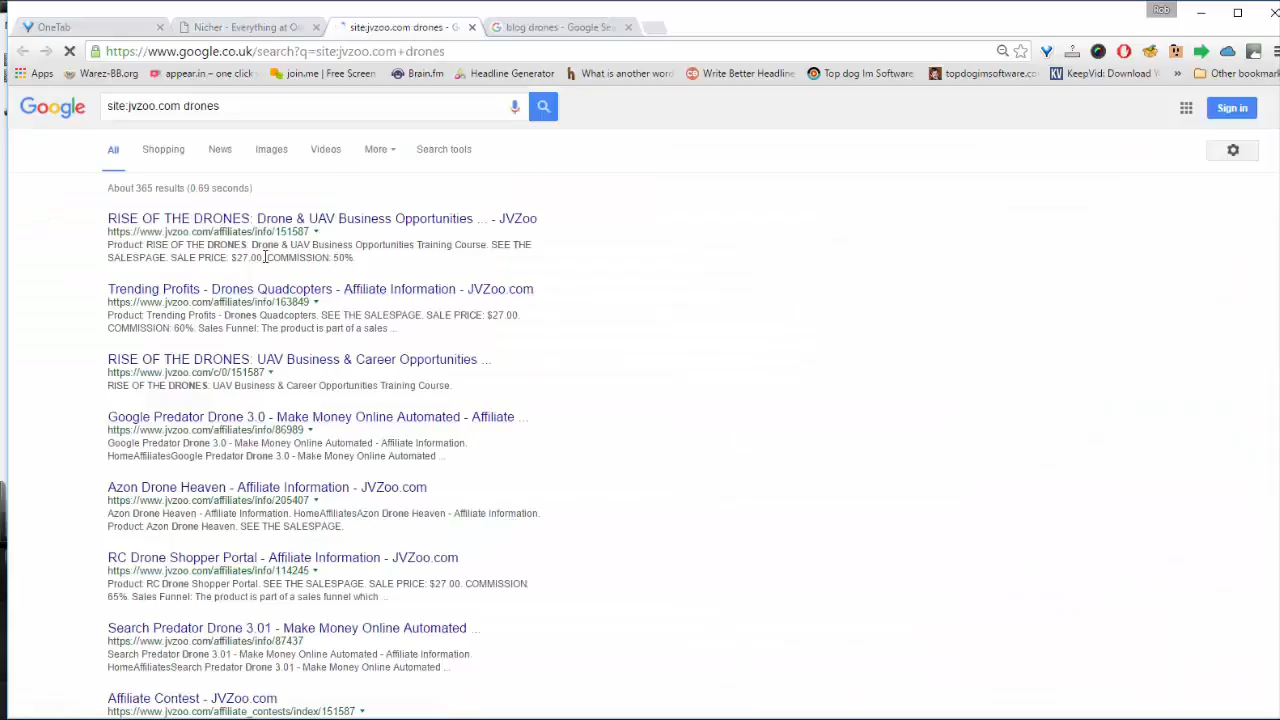 Rob
OneTab
Nicher - Everything at O
site:jvzoo.com drones - G
blog drones - Google Sea
https://www.google.co.uk/search?q=site:jvzoo.com+drones
Apps
Warez-BB.org
appear.in – one click
join.me | Free Screen
Brain.fm
Headline Generator
What is another word
Write Better Headline
Top dog Im Software
topdogimsoftware.co
KeepVid: Download
»
Other bookmar
Google
site:jvzoo.com drones
Sign in
All
Shopping
News
Images
Videos
More
Search tools
About 365 results (0.69 seconds)
RISE OF THE DRONES: Drone & UAV Business Opportunities ... - JVZoo
https://www.jvzoo.com/affiliates/info/151587
Product: RISE OF THE DRONES: Drone & UAV Business Opportunities Training Course. SEE THE
SALESPAGE. SALE PRICE: $27.00. COMMISSION: 50%.
Trending Profits - Drones Quadcopters - Affiliate Information - JVZoo.com
https://www.jvzoo.com/affiliates/info/163849
Product: Trending Profits - Drones Quadcopters. SEE THE SALESPAGE. SALE PRICE: $27.00.
COMMISSION: 60%. Sales Funnel: The product is part of a sales ...
RISE OF THE DRONES: UAV Business & Career Opportunities ...
https://www.jvzoo.com/c/0/151587
RISE OF THE DRONES: UAV Business & Career Opportunities Training Course.
Google Predator Drone 3.0 - Make Money Online Automated - Affiliate ...
https://www.jvzoo.com/affiliates/info/86989
Google Predator Drone 3.0 - Make Money Online Automated - Affiliate Information.
HomeAffiliatesGoogle Predator Drone 3.0 - Make Money Online Automated ...
Azon Drone Heaven - Affiliate Information - JVZoo.com
https://www.jvzoo.com/affiliates/info/205407
Azon Drone Heaven - Affiliate Information. HomeAffiliatesAzon Drone Heaven - Affiliate Information.
Product: Azon Drone Heaven. SEE THE SALESPAGE.
RC Drone Shopper Portal - Affiliate Information - JVZoo.com
https://www.jvzoo.com/affiliates/info/114245
Product: RC Drone Shopper Portal. SEE THE SALESPAGE. SALE PRICE: $27.00. COMMISSION:
65%. Sales Funnel: The product is part of a sales funnel which ...
Search Predator Drone 3.01 - Make Money Online Automated ...
https://www.jvzoo.com/affiliates/info/87437
Search Predator Drone 3.01 - Make Money Online Automated - Affiliate Information.
HomeAffiliatesSearch Predator Drone 3.01 - Make Money Online Automated ...
Affiliate Contest - JVZoo.com
https://www.jvzoo.com/affiliate_contests/index/151587